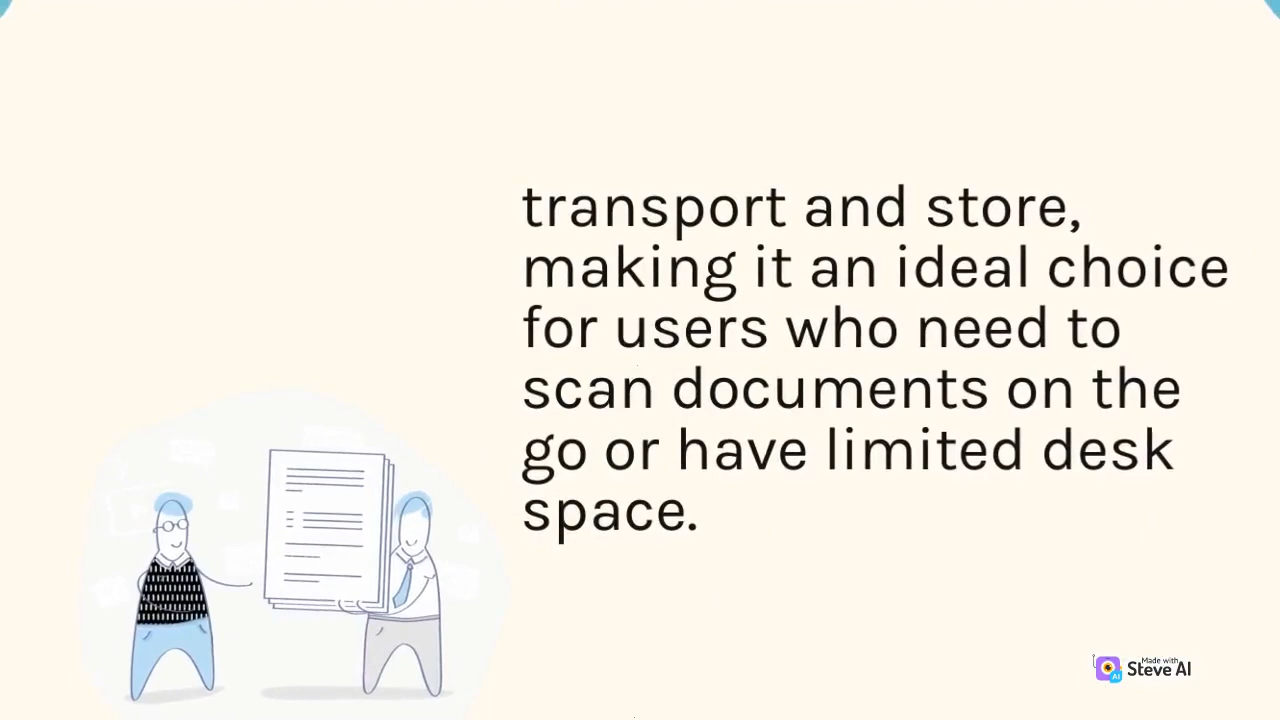 transport and store,
making it an ideal choice
for users who need to
scan documents on the
go or have limited desk
space.
Made with
Steve AI
AI